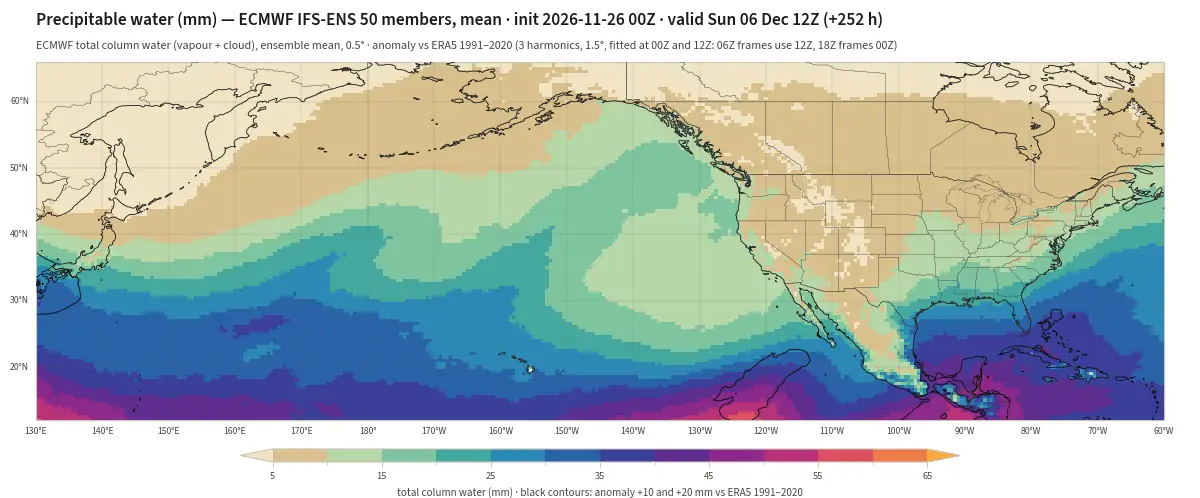 Precipitable water (mm) — ECMWF IFS-ENS 50 members, mean · init 2026-11-26 00Z · valid Sun 06 Dec 12Z (+252 h)
ECMWF total column water (vapour + cloud), ensemble mean, 0.5° · anomaly vs ERA5 1991–2020 (3 harmonics, 1.5°, fitted at 00Z and 12Z: 06Z frames use 12Z, 18Z frames 00Z)
60°N
50°N
40°N
30°N
20°N
130°E 140°E 150°E 160°E 170°E 180° 170°W 160°W 150°W 140°W 130°W 120°W 110°W 100°W 90°W 80°W 70°W 60°W
5 15 25 35 45 55 65
total column water (mm) · black contours: anomaly +10 and +20 mm vs ERA5 1991–2020